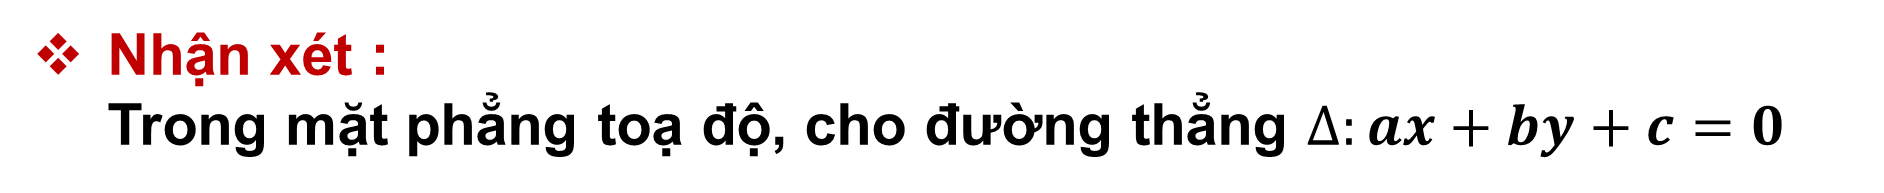 ❖ Nhận xét :
Trong mặt phẳng toạ độ, cho đường thẳng Δ: ax + by + c = 0